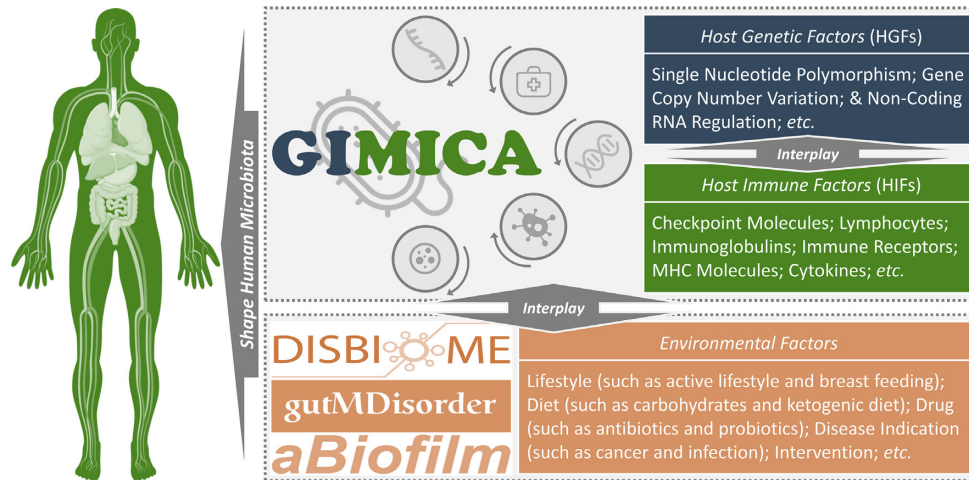 Shape Human Microbiota
GIMICA
Host Genetic Factors (HGFs)
Single Nucleotide Polymorphism; Gene
Copy Number Variation; & Non-Coding
RNA Regulation; etc.
Interplay
Host Immune Factors (HIFs)
Checkpoint Molecules; Lymphocytes;
Immunoglobulins; Immune Receptors;
MHC Molecules; Cytokines; etc.
Interplay
DISBIOME
gutMDisorder
aBiofilm
Environmental Factors
Lifestyle (such as active lifestyle and breast feeding);
Diet (such as carbohydrates and ketogenic diet); Drug
(such as antibiotics and probiotics); Disease Indication
(such as cancer and infection); Intervention; etc.